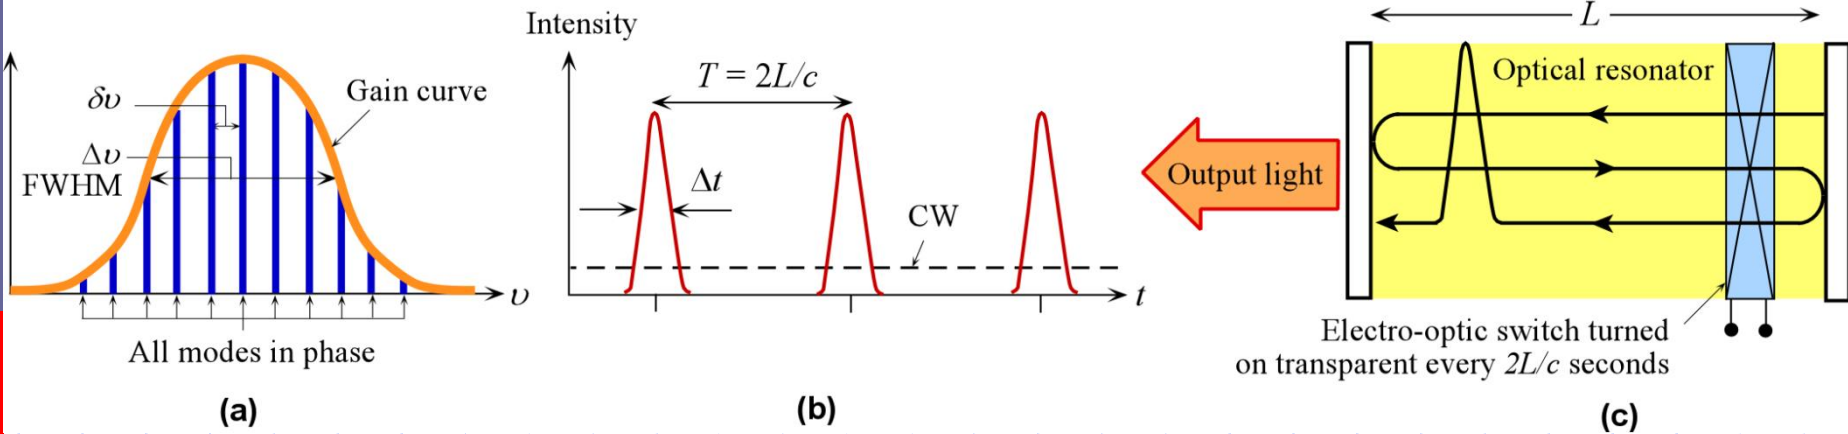 δυ
Δυ
FWHM
Gain curve
υ
All modes in phase
(a)
Intensity
T = 2L/c
Δt
CW
t
(b)
L
Optical resonator
Output light
Electro-optic switch turned
on transparent every 2L/c seconds
(c)